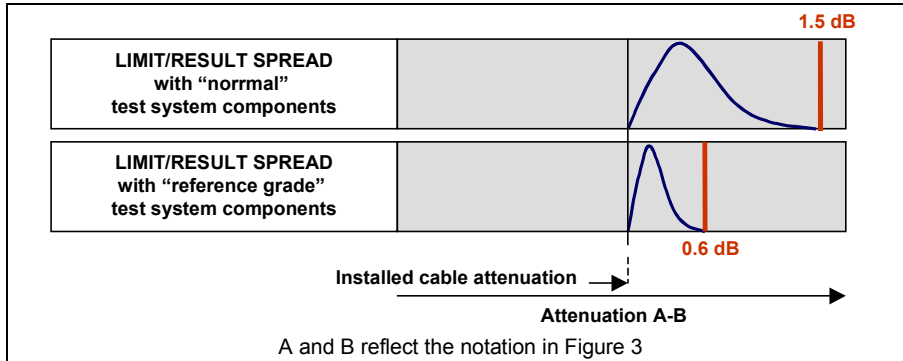 1.5 dB
LIMIT/RESULT SPREAD
with “norrmal”
test system components
LIMIT/RESULT SPREAD
with “reference grade”
test system components
0.6 dB
Installed cable attenuation
Attenuation A-B
A and B reflect the notation in Figure 3